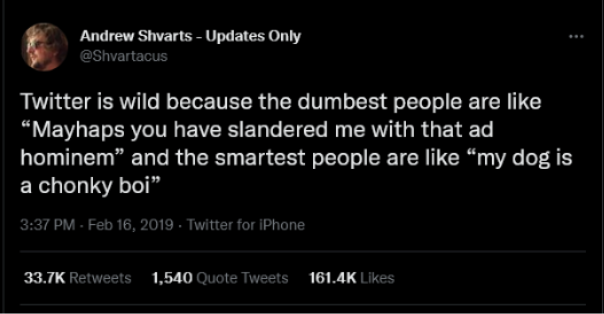 Andrew Shvarts - Updates Only
@Shvartacus
Twitter is wild because the dumbest people are like
“Mayhaps you have slandered me with that ad
hominem” and the smartest people are like “my dog is
a chonky boi”
3:37 PM · Feb 16, 2019 · Twitter for iPhone
33.7K Retweets 1,540 Quote Tweets 161.4K Likes